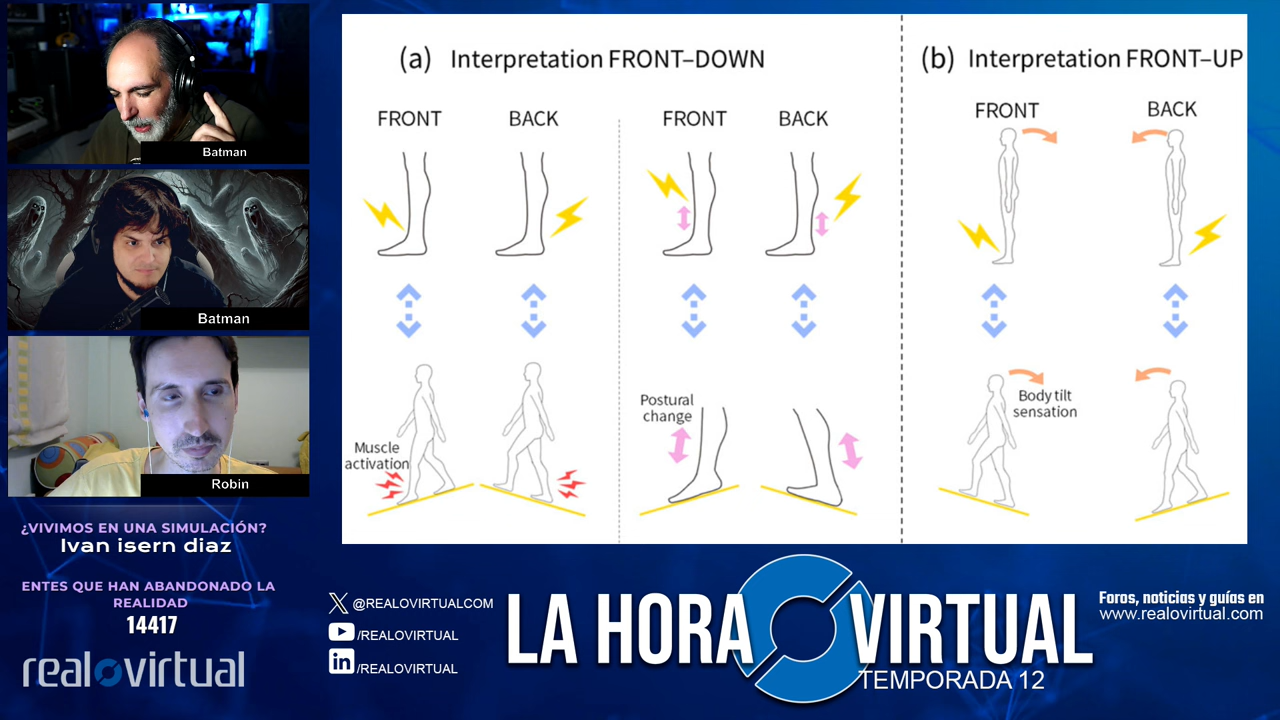 Batman
Batman
Robin
¿VIVIMOS EN UNA SIMULACIÓN?
Ivan isern diaz
ENTES QUE HAN ABANDONADO LA
REALIDAD
14417
realovirtual
(a) Interpretation FRONT–DOWN
FRONT
BACK
FRONT
BACK
Muscle
activation
Postural
change
(b) Interpretation FRONT–UP
FRONT
BACK
Body tilt
sensation
@REALOVIRTUALCOM
/REALOVIRTUAL
/REALOVIRTUAL
LA HORA VIRTUAL
TEMPORADA 12
Foros, noticias y guías en
www.realovirtual.com